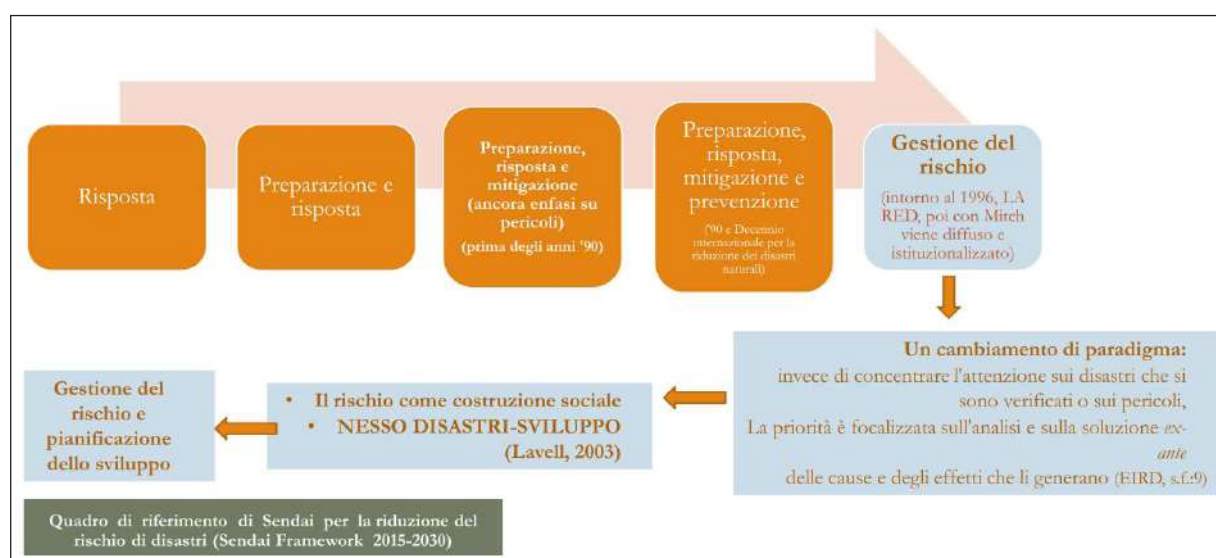 Risposta
Preparazione e
risposta
Preparazione,
risposta e
mitigazione
(ancora enfasi su
pericoli)
(prima degli anni '90)
Preparazione,
risposta,
mitigazione e
prevenzione
('90 e Decennio
internazionale per la
riduzione dei disastri
naturali)
Gestione del
rischio
(intorno al 1996, LA
RED, poi con Mitch
viene diffuso e
istituzionalizzato)
Un cambiamento di paradigma:
invece di concentrare l'attenzione sui disastri che si
sono verificati o sui pericoli,
La priorità è focalizzata sull'analisi e sulla soluzione ex-
ante
delle cause e degli effetti che li generano (EIRD, s.f.:9)
• Il rischio come costruzione sociale
• NESSO DISASTRI-SVILUPPO
(Lavell, 2003)
Gestione del
rischio e
pianificazione
dello sviluppo
Quadro di riferimento di Sendai per la riduzione del
rischio di disastri (Sendai Framework 2015-2030)